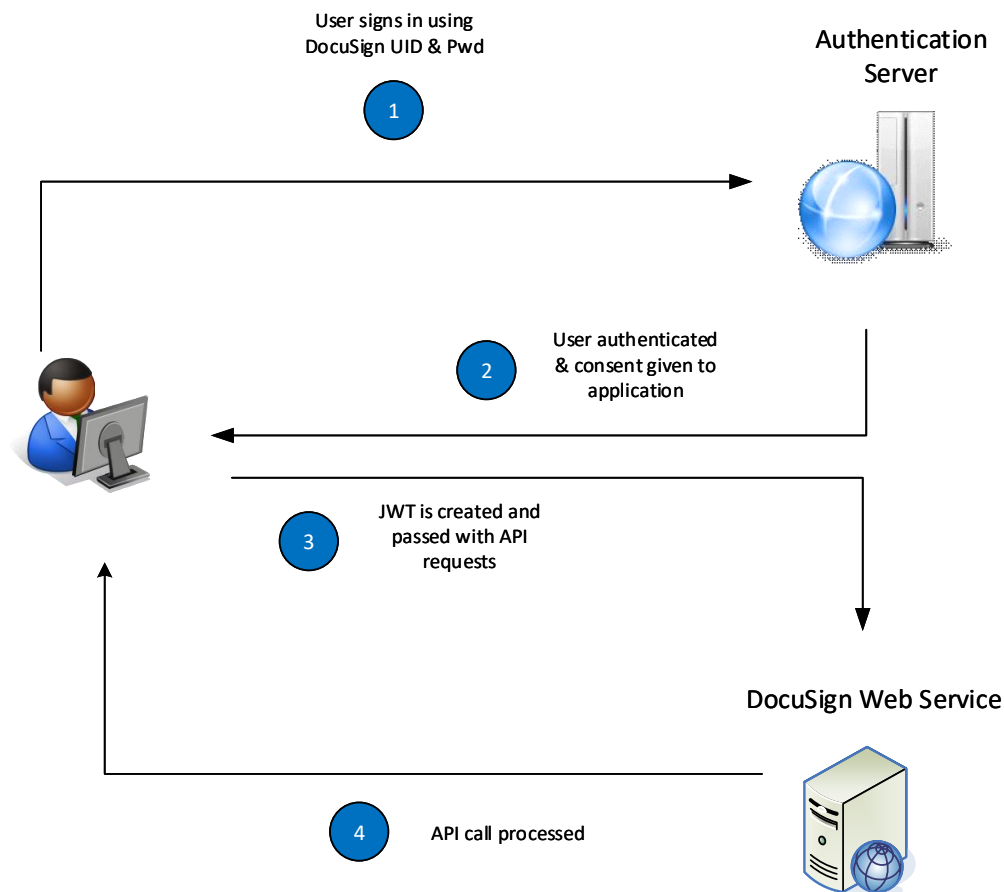 User signs in using
DocuSign UID & Pwd
1
Authentication
Server
2
User authenticated
& consent given to
application
3
JWT is created and
passed with API
requests
DocuSign Web Service
4
API call processed